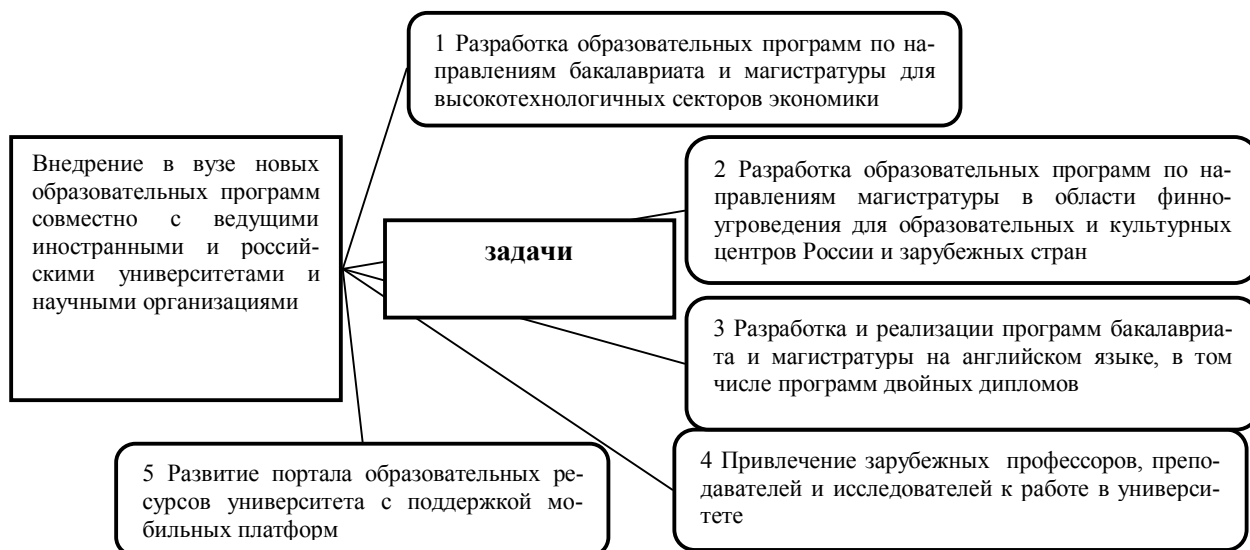 1 Разработка образовательных программ по на-
правлениям бакалавриата и магистратуры для
высокотехнологичных секторов экономики
Внедрение в вузе новых
образовательных программ
совместно с ведущими
иностранными и россий-
скими университетами и
научными организациями
задачи
2 Разработка образовательных программ по на-
правлениям магистратуры в области финно-
угроведения для образовательных и культурных
центров России и зарубежных стран
3 Разработка и реализации программ бакалавриа-
та и магистратуры на английском языке, в том
числе программ двойных дипломов
4 Привлечение зарубежных профессоров, препо-
давателей и исследователей к работе в универси-
тете
5 Развитие портала образовательных ре-
сурсов университета с поддержкой мо-
бильных платформ